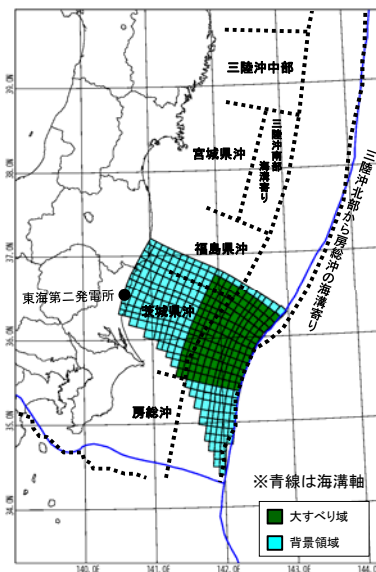 三陸沖中部
39.0N
三陸沖南部
海溝寄り
宮城県沖
38.0N
三陸沖北部から房総沖の海溝寄り
福島県沖
37.0N
東海第二発電所
茨城県沖
36.0N
房総沖
35.0N
※青線は海溝軸
大すべり域
背景領域
34.0N
140.0E
141.0E
142.0E
143.0E
144.0